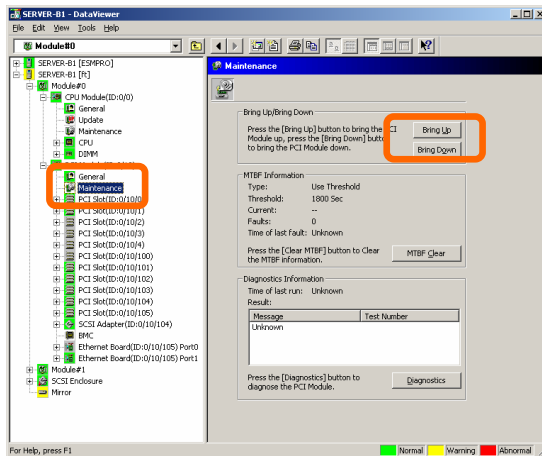 SERVER-B1 - DataViewer
File Edit View Tools Help
Module#0
SERVER-B1 [ESMPRO]
SERVER-B1 [ft]
Module#0
CPU Module(ID:0/0)
General
Update
Maintenance
CPU
DIMM
General
Maintenance
PCI Slot(ID:0/10/0)
PCI Slot(ID:0/10/1)
PCI Slot(ID:0/10/2)
PCI Slot(ID:0/10/3)
PCI Slot(ID:0/10/4)
PCI Slot(ID:0/10/100)
PCI Slot(ID:0/10/101)
PCI Slot(ID:0/10/102)
PCI Slot(ID:0/10/103)
PCI Slot(ID:0/10/104)
PCI Slot(ID:0/10/105)
SCSI Adapter(ID:0/10/104)
BMC
Ethernet Board(ID:0/10/105) Port0
Ethernet Board(ID:0/10/105) Port1
Module#1
SCSI Enclosure
Mirror
Maintenance
Bring Up/Bring Down
Press the [Bring Up] button to bring the PCI
Module up, press the [Bring Down] button
to bring the PCI Module down.
Bring Up
Bring Down
MTBF Information
Type: Use Threshold
Threshold: 1800 Sec
Current: --
Faults: 0
Time of last fault: Unknown
Press the [Clear MTBF] button to Clear
the MTBF information.
MTBF Clear
Diagnostics Information
Time of last run: Unknown
Result:
Message Test Number
Unknown
Press the [Diagnostics] button to
diagnose the PCI Module.
Diagnostics
For Help, press F1
Normal Warning Abnormal